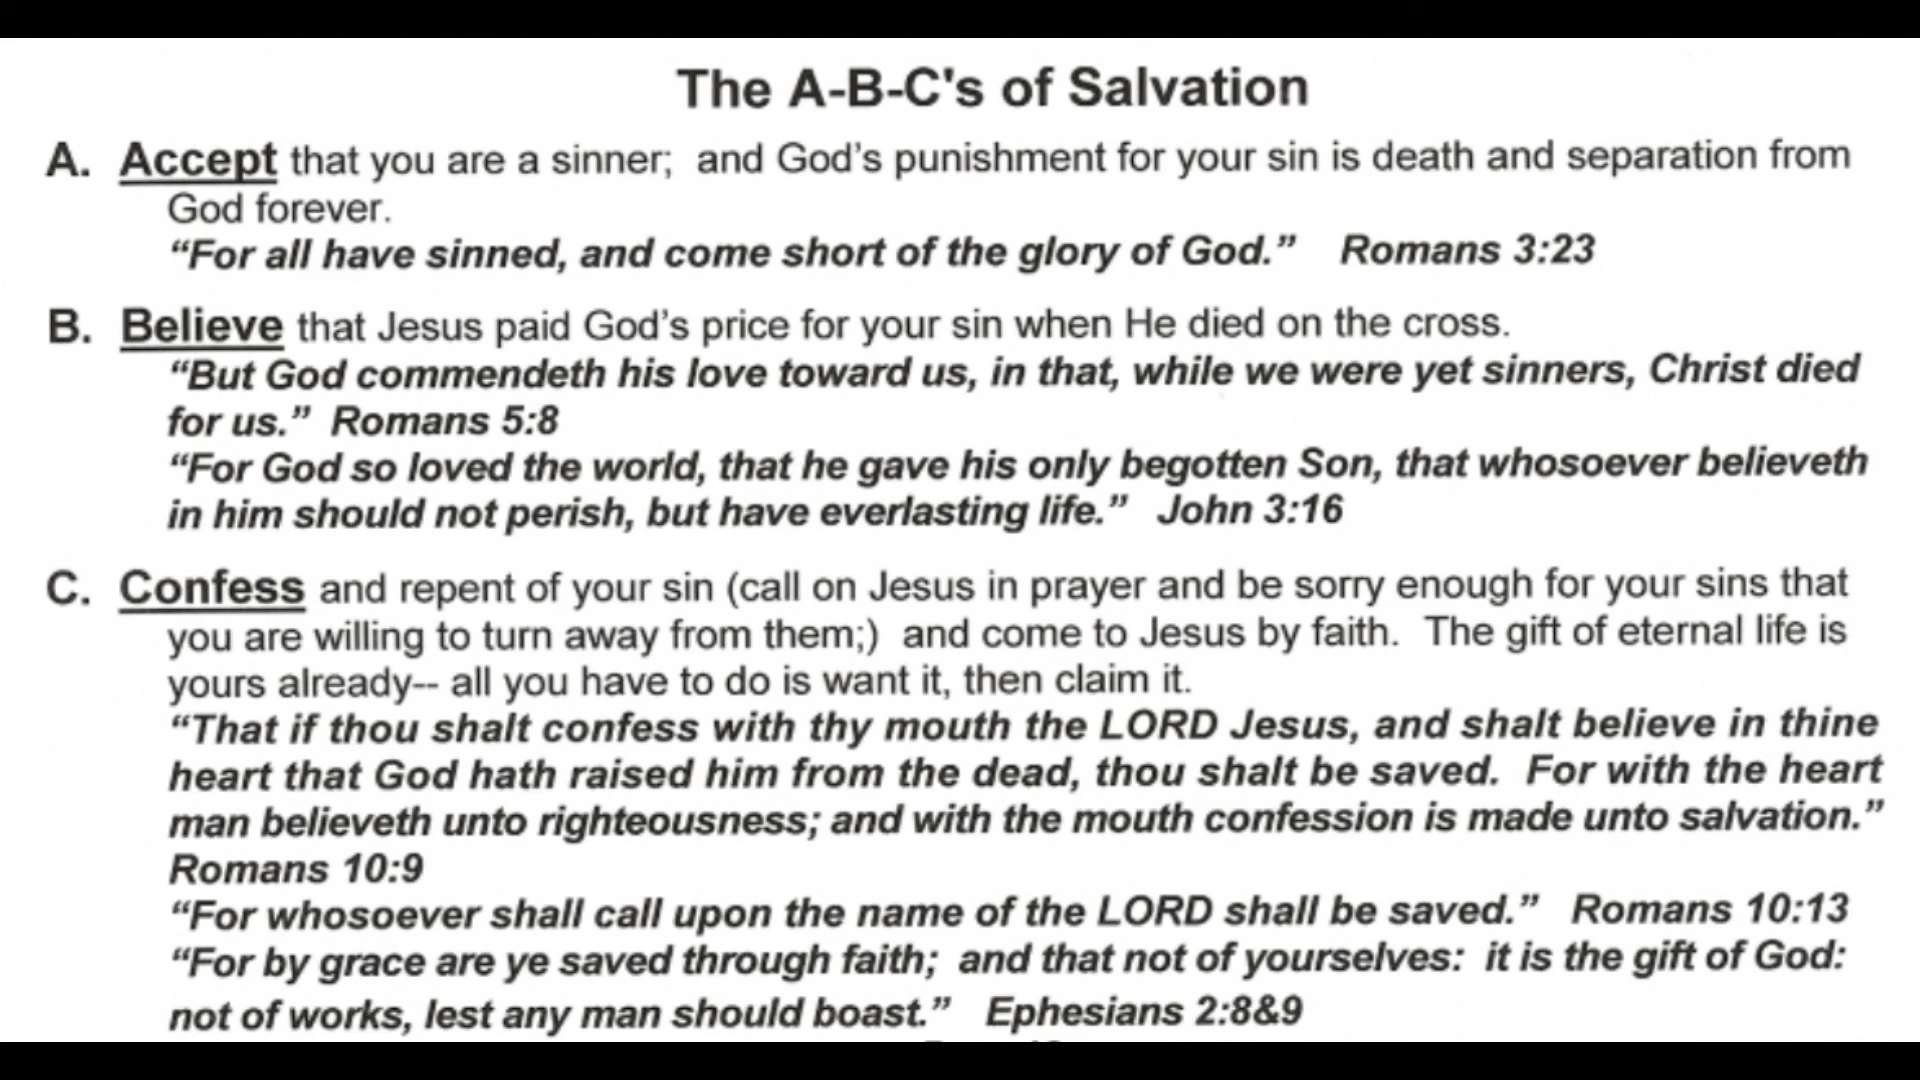 The A-B-C's of Salvation
A. Accept that you are a sinner; and God’s punishment for your sin is death and separation from
God forever.
“For all have sinned, and come short of the glory of God.” Romans 3:23
B. Believe that Jesus paid God’s price for your sin when He died on the cross.
“But God commendeth his love toward us, in that, while we were yet sinners, Christ died
for us.” Romans 5:8
“For God so loved the world, that he gave his only begotten Son, that whosoever believeth
in him should not perish, but have everlasting life.” John 3:16
C. Confess and repent of your sin (call on Jesus in prayer and be sorry enough for your sins that
you are willing to turn away from them;) and come to Jesus by faith. The gift of eternal life is
yours already-- all you have to do is want it, then claim it.
“That if thou shalt confess with thy mouth the LORD Jesus, and shalt believe in thine
heart that God hath raised him from the dead, thou shalt be saved. For with the heart
man believeth unto righteousness; and with the mouth confession is made unto salvation.”
Romans 10:9
“For whosoever shall call upon the name of the LORD shall be saved.” Romans 10:13
“For by grace are ye saved through faith; and that not of yourselves: it is the gift of God:
not of works, lest any man should boast.” Ephesians 2:8&9